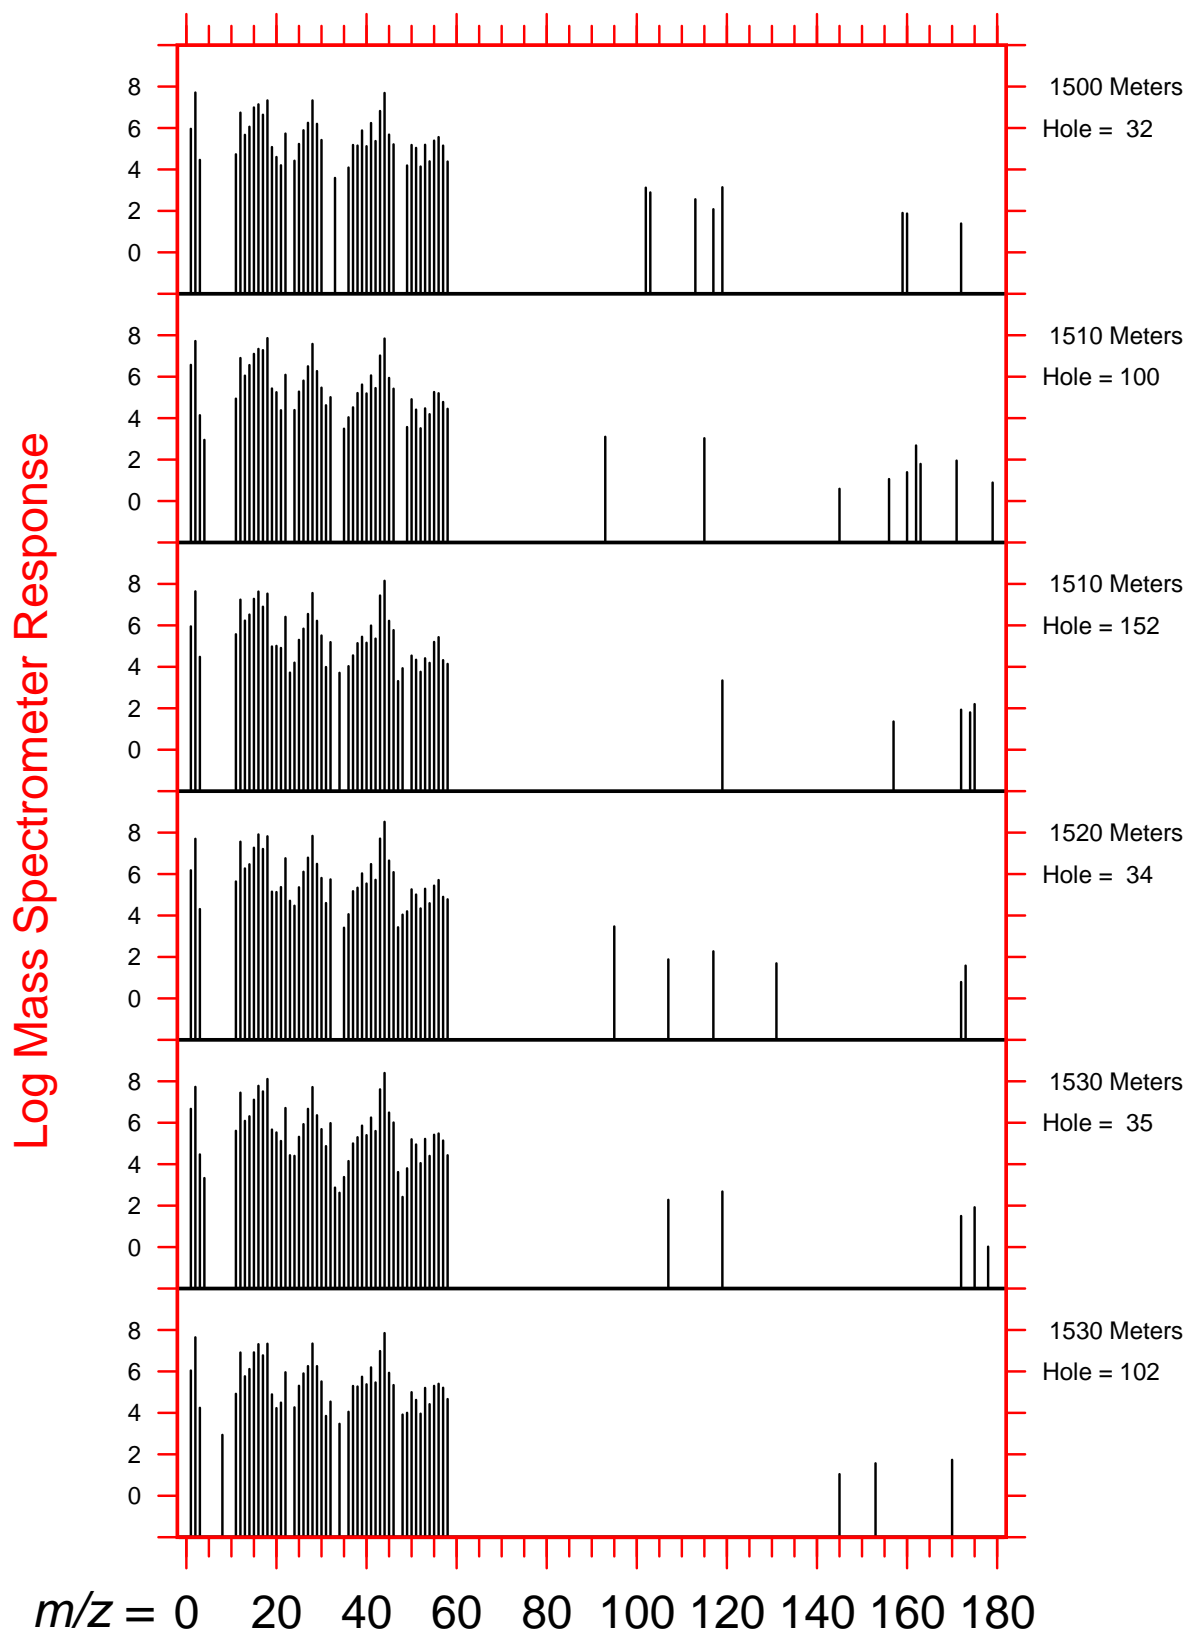 8
6
4
2
0
1500 Meters
Hole = 32
8
6
4
2
0
1510 Meters
Hole = 100
8
6
4
2
0
1510 Meters
Hole = 152
8
6
4
2
0
1520 Meters
Hole = 34
8
6
4
2
0
1530 Meters
Hole = 35
8
6
4
2
0
1530 Meters
Hole = 102
Log Mass Spectrometer Response
m/z = 0 20 40 60 80 100 120 140 160 180